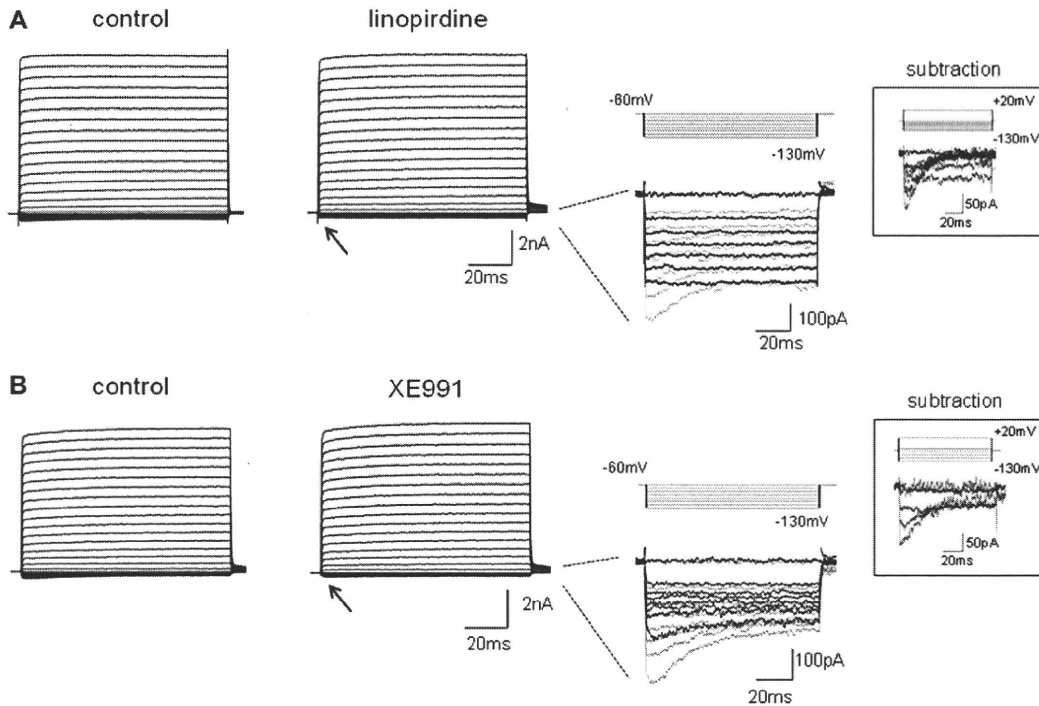 A
control
linopirdine
2nA
20ms
-60mV
-130mV
100pA
20ms
subtraction
+20mV
-130mV
50pA
20ms
B
control
XE991
2nA
20ms
-60mV
-130mV
100pA
20ms
subtraction
+20mV
-130mV
50pA
20ms